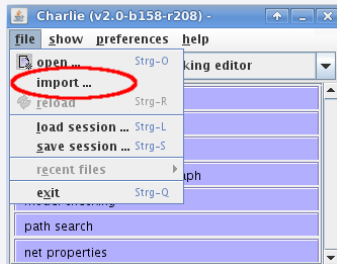 Charlie (v2.0-b158-r208) -
file show preferences help
open ... Strg-O
king editor
import ...
reload Strg-R
load session ... Strg-L
save session ... Strg-S
recent files
aph
exit Strg-Q
path search
net properties